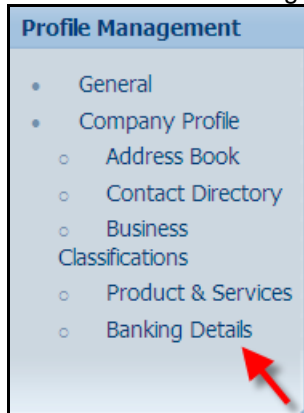 Profile Management
General
Company Profile
Address Book
Contact Directory
Business
Classifications
Product & Services
Banking Details